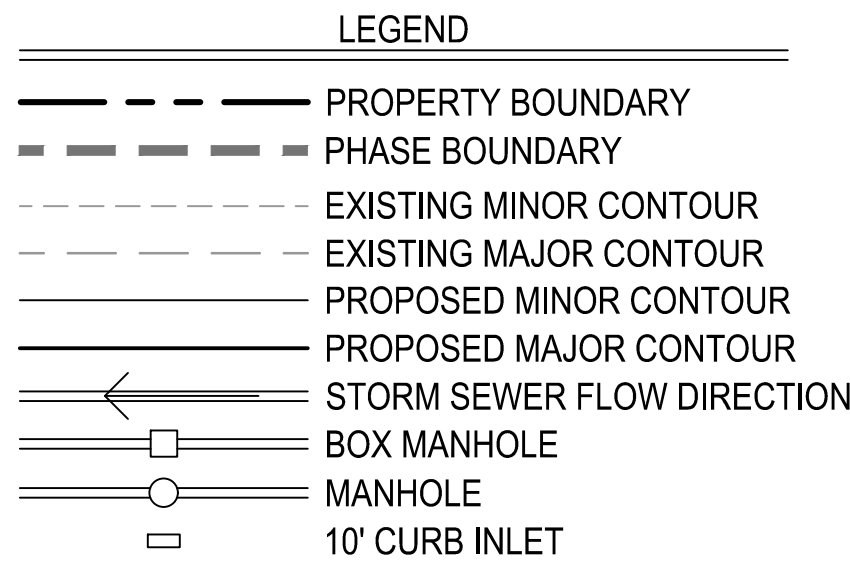 LEGEND
PROPERTY BOUNDARY
PHASE BOUNDARY
EXISTING MINOR CONTOUR
EXISTING MAJOR CONTOUR
PROPOSED MINOR CONTOUR
PROPOSED MAJOR CONTOUR
STORM SEWER FLOW DIRECTION
BOX MANHOLE
MANHOLE
10' CURB INLET